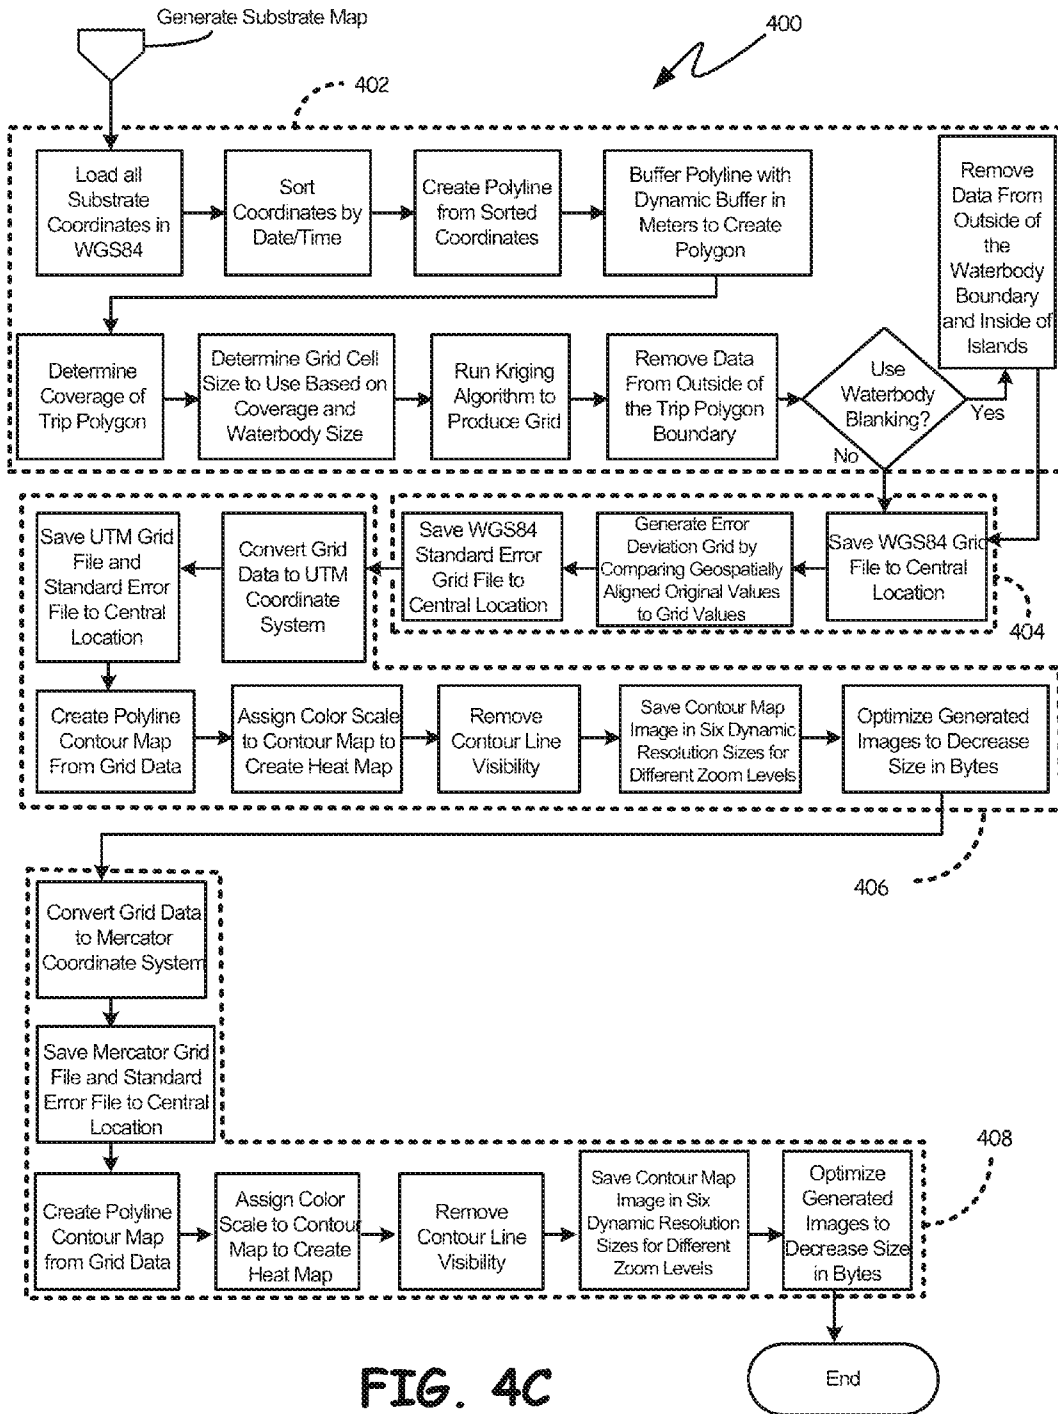 Generate Substrate Map
400
402
Load all
Substrate
Coordinates in
WGS84
Sort
Coordinates by
Date/Time
Create Polyline
from Sorted
Coordinates
Buffer Polyline with
Dynamic Buffer in
Meters to Create
Polygon
Remove
Data From
Outside of
the
Waterbody
Boundary
and Inside of
Islands
Determine
Coverage of
Trip Polygon
Determine Grid Cell
Size to Use Based on
Coverage and
Waterbody Size
Run Kriging
Algorithm to
Produce Grid
Remove Data
From Outside of
the Trip Polygon
Boundary
Use
Waterbody
Blanking?
Yes
No
Save WGS84 Grid
File to Central
Location
Generate Error
Deviation Grid by
Comparing Geospatially
Aligned Original Values
to Grid Values
Save WGS84
Standard Error
Grid File to
Central Location
404
Convert Grid
Data to UTM
Coordinate
System
Save UTM Grid
File and
Standard Error
File to Central
Location
Create Polyline
Contour Map
From Grid Data
Assign Color Scale
to Contour Map to
Create Heat Map
Remove
Contour Line
Visibility
Save Contour Map
Image in Six Dynamic
Resolution Sizes for
Different Zoom Levels
Optimize Generated
Images to Decrease
Size in Bytes
406
Convert Grid Data
to Mercator
Coordinate System
Save Mercator Grid
File and Standard
Error File to Central
Location
Create Polyline
Contour Map
from Grid Data
Assign Color
Scale to Contour
Map to Create
Heat Map
Remove
Contour Line
Visibility
Save Contour Map
Image in Six
Dynamic Resolution
Sizes for Different
Zoom Levels
Optimize
Generated
Images to
Decrease Size
in Bytes
408
End
FIG. 4C